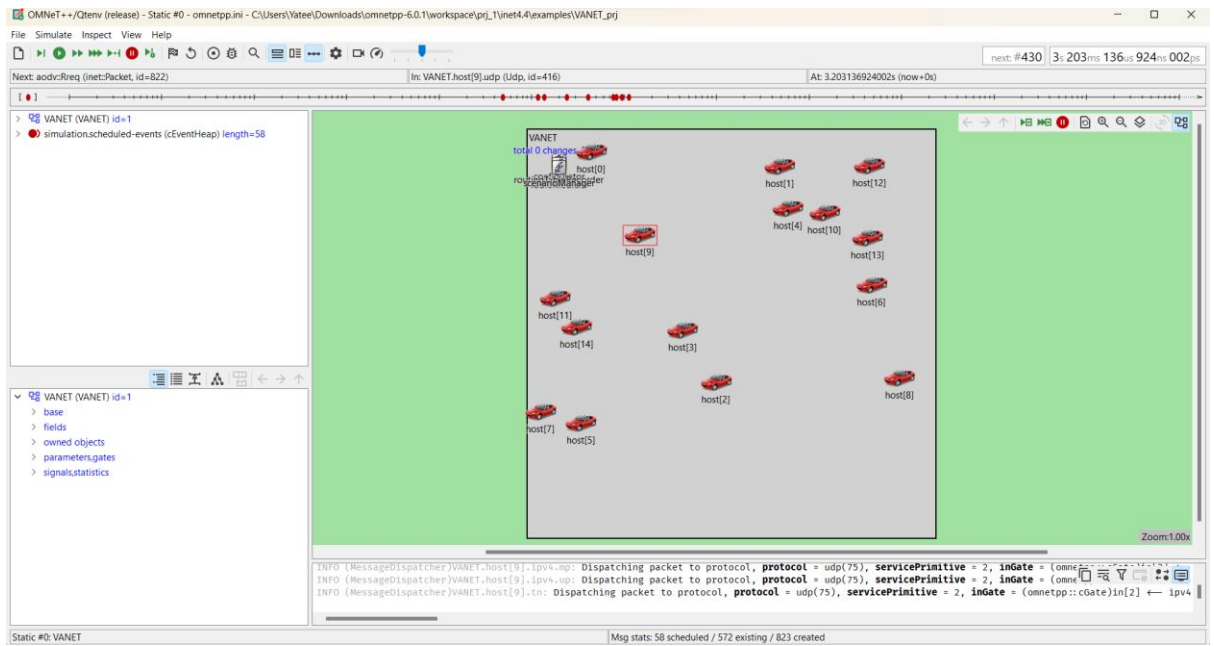 OMNeT++/Qtenv (release) - Static #0 - omnetpp.ini - C:\Users\Yatee\Downloads\omnetpp-6.0.1\workspace\prj_1\inet4.4\examples\VANET_prj
File Simulate Inspect View Help
next: #430 3s 203ms 136us 924ns 002ps
Next: aodv::Rreq (inet::Packet, id=822) In: VANET.host[9].udp (Udp, id=416) At: 3.203136924002s (now+0s)
VANET (VANET) id=1
simulation.scheduled-events (cEventHeap) length=58
VANET
total 0 changes
host[0]
scenarioManager
host[1]
host[12]
host[4]
host[10]
host[9]
host[13]
host[6]
host[11]
host[14]
host[3]
host[2]
host[8]
host[7]
host[5]
Zoom:1.00x
VANET (VANET) id=1
base
fields
owned objects
parameters,gates
signals,statistics
INFO (MessageDispatcher)VANET.host[9].ipv4.mp: Dispatching packet to protocol, protocol = udp(75), servicePrimitive = 2, inGate =
INFO (MessageDispatcher)VANET.host[9].ipv4.up: Dispatching packet to protocol, protocol = udp(75), servicePrimitive = 2, inGate =
INFO (MessageDispatcher)VANET.host[9].tn: Dispatching packet to protocol, protocol = udp(75), servicePrimitive = 2, inGate = (omnetpp::cGate)in[2] ← ipv4
Static #0: VANET Msg stats: 58 scheduled / 572 existing / 823 created